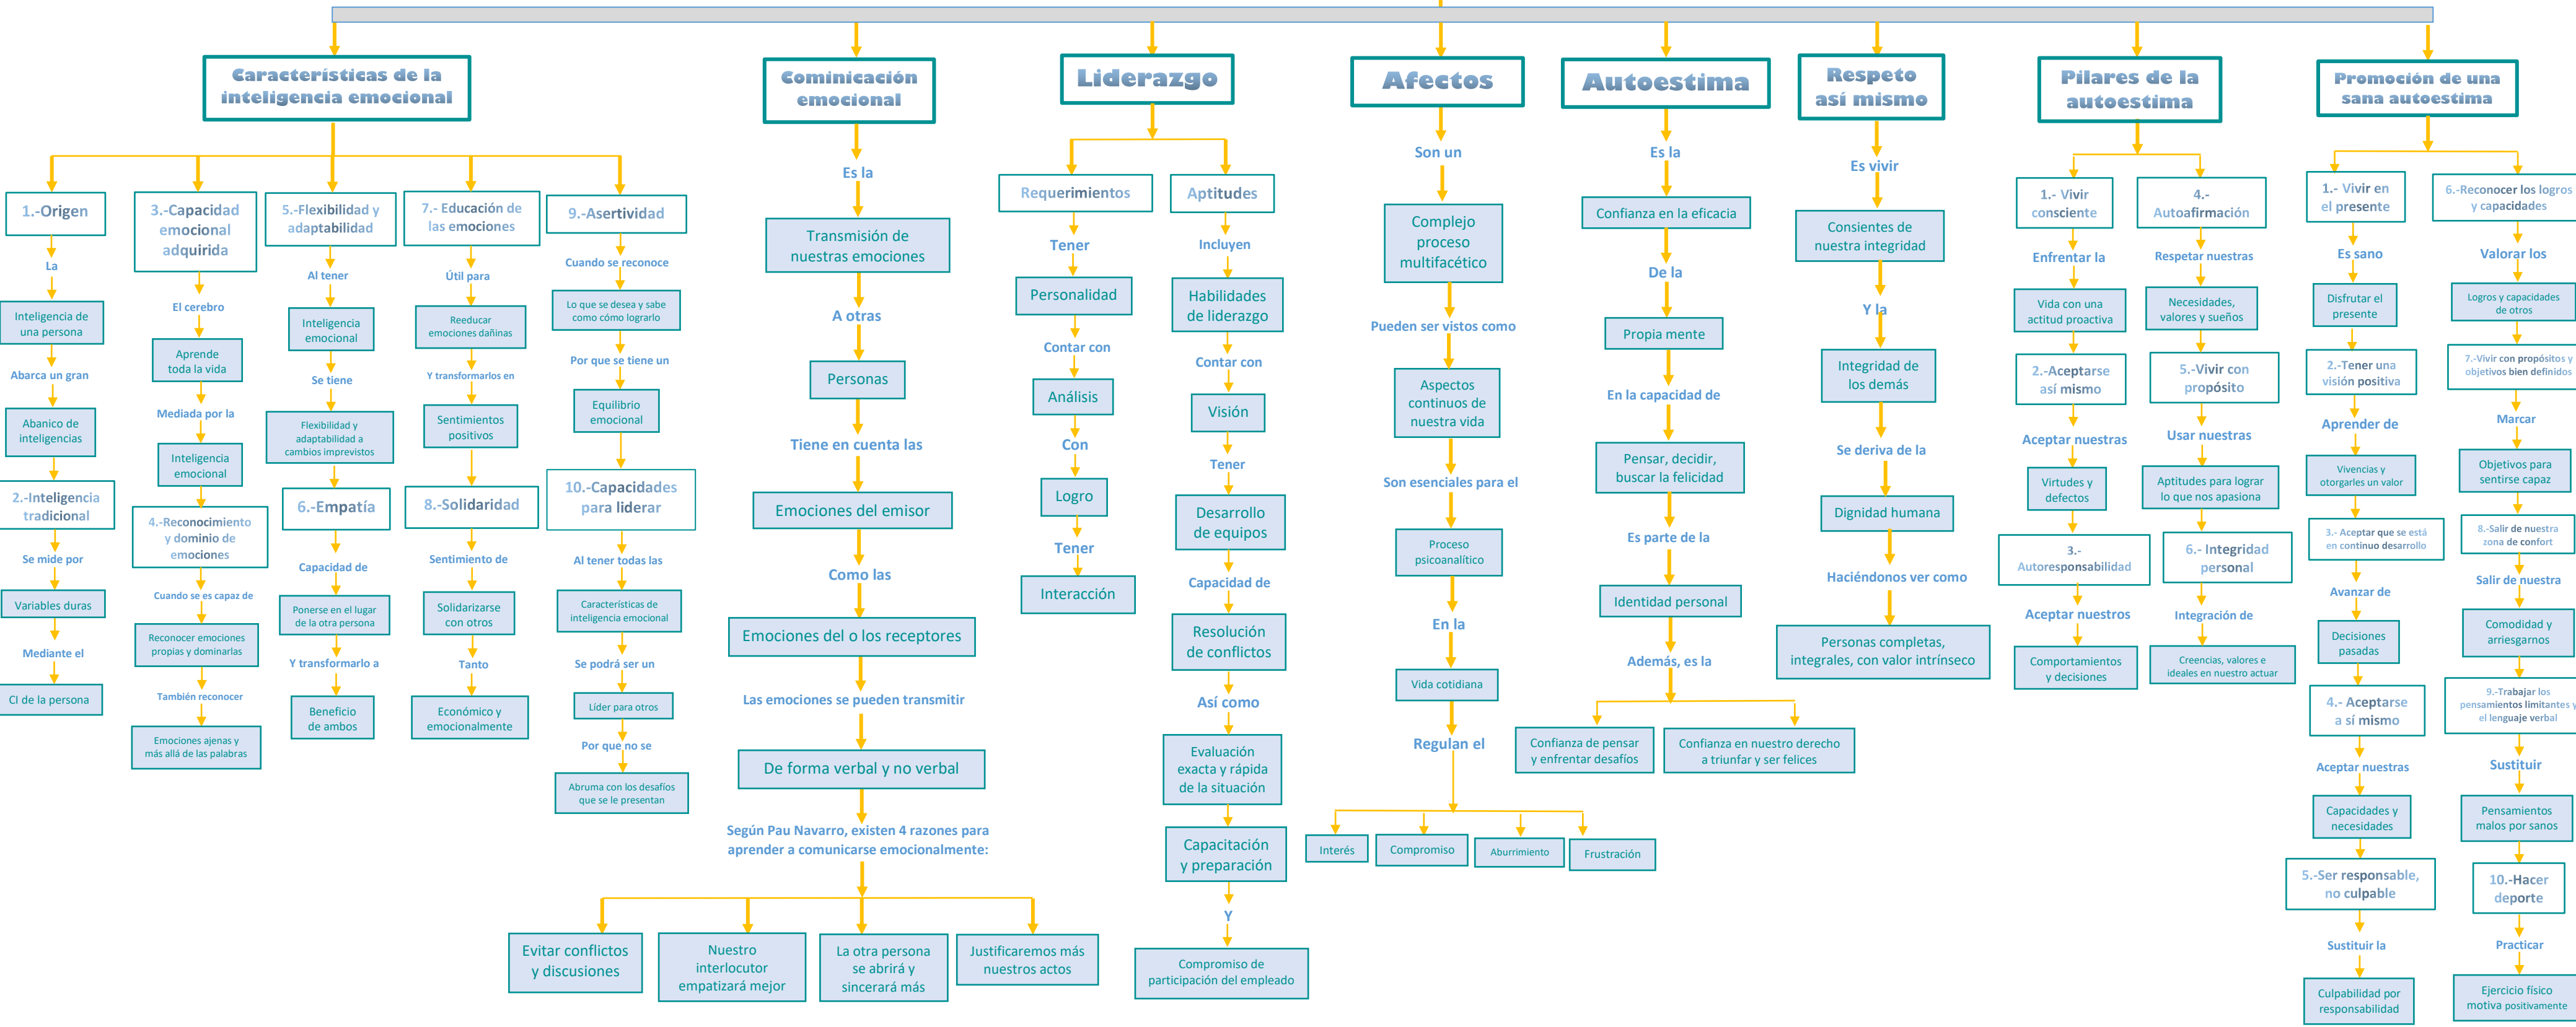 Características de la
inteligencia emocional
1.-Origen
La
Inteligencia de
una persona
Abarca un gran
Abanico de
inteligencias
2.-Inteligencia
tradicional
Se mide por
Variables duras
Mediante el
CI de la persona
3.-Capacidad
emocional
adquirida
El cerebro
Aprende
toda la vida
Mediada por la
Inteligencia
emocional
4.-Reconocimiento
y dominio de
emociones
Cuando se es capaz de
Reconocer emociones
propias y dominarlas
También reconocer
Emociones ajenas y
más allá de las palabras
5.-Flexibilidad y
adaptabilidad
Al tener
Inteligencia
emocional
Se tiene
Flexibilidad y
adaptabilidad a
cambios imprevistos
6.-Empatía
Capacidad de
Ponerse en el lugar
de la otra persona
Y transformarlo a
Beneficio
de ambos
7.- Educación de
las emociones
Útil para
Reeducar
emociones dañinas
Y transformarlos en
Sentimientos
positivos
8.-Solidaridad
Sentimiento de
Solidarizarse
con otros
Tanto
Económico y
emocionalmente
9.-Asertividad
Cuando se reconoce
Lo que se desea y sabe
como cómo lograrlo
Por que se tiene un
Equilibrio
emocional
10.-Capacidades
para liderar
Al tener todas las
Características de
inteligencia emocional
Se podrá ser un
Líder para otros
Por que no se
Abruma con los desafíos
que se le presentan
Cominicación
emocional
Es la
Transmisión de
nuestras emociones
A otras
Personas
Tiene en cuenta las
Emociones del emisor
Como las
Emociones del o los receptores
Las emociones se pueden transmitir
De forma verbal y no verbal
Según Pau Navarro, existen 4 razones para
aprender a comunicarse emocionalmente:
Evitar conflictos
y discusiones
Nuestro
interlocutor
empatizará mejor
La otra persona
se abrirá y
sincerará más
Justificaremos más
nuestros actos
Liderazgo
Requerimientos
Tener
Personalidad
Contar con
Análisis
Con
Logro
Tener
Interacción
Aptitudes
Incluyen
Habilidades
de liderazgo
Contar con
Visión
Tener
Desarrollo
de equipos
Capacidad de
Resolución
de conflictos
Así como
Evaluación
exacta y rápida
de la situación
Capacitación
y preparación
Y
Compromiso de
participación del empleado
Afectos
Son un
Complejo
proceso
multifacético
Pueden ser vistos como
Aspectos
continuos de
nuestra vida
Son esenciales para el
Proceso
psicoanalítico
En la
Vida cotidiana
Regulan el
Interés
Compromiso
Aburrimiento
Frustración
Autoestima
Es la
Confianza en la eficacia
De la
Propia mente
En la capacidad de
Pensar, decidir,
buscar la felicidad
Es parte de la
Identidad personal
Además, es la
Confianza de pensar
y enfrentar desafíos
Confianza en nuestro derecho
a triunfar y ser felices
Respeto
así mismo
Es vivir
Consientes de
nuestra integridad
Y la
Integridad de
los demás
Se deriva de la
Dignidad humana
Haciéndonos ver como
Personas completas,
integrales, con valor intrínseco
Pilares de la
autoestima
1.- Vivir
consciente
Enfrentar la
Vida con una
actitud proactiva
2.-Aceptarse
así mismo
Aceptar nuestras
Virtudes y
defectos
3.-
Autoresponsabilidad
Aceptar nuestros
Comportamientos
y decisiones
4.-
Autoafirmación
Respetar nuestras
Necesidades,
valores y sueños
5.-Vivir con
propósito
Usar nuestras
Aptitudes para lograr
lo que nos apasiona
6.- Integridad
personal
Integración de
Creencias, valores e
ideales en nuestro actuar
Promoción de una
sana autoestima
1.- Vivir en
el presente
Es sano
Disfrutar el
presente
2.-Tener una
visión positiva
Aprender de
Vivencias y
otorgarles un valor
3.- Aceptar que se está
en continuo desarrollo
Avanzar de
Decisiones
pasadas
4.- Aceptarse
a sí mismo
Aceptar nuestras
Capacidades y
necesidades
5.-Ser responsable,
no culpable
Sustituir la
Culpabilidad por
responsabilidad
6.-Reconocer los logros
y capacidades
Valorar los
Logros y capacidades
de otros
7.-Vivir con propósitos y
objetivos bien definidos
Marcar
Objetivos para
sentirse capaz
8.-Salir de nuestra
zona de confort
Salir de nuestra
Comodidad y
arriesgarnos
9.-Trabajar los
pensamientos limitantes y
el lenguaje verbal
Sustituir
Pensamientos
malos por sanos
10.-Hacer
deporte
Practicar
Ejercicio físico
motiva positivamente